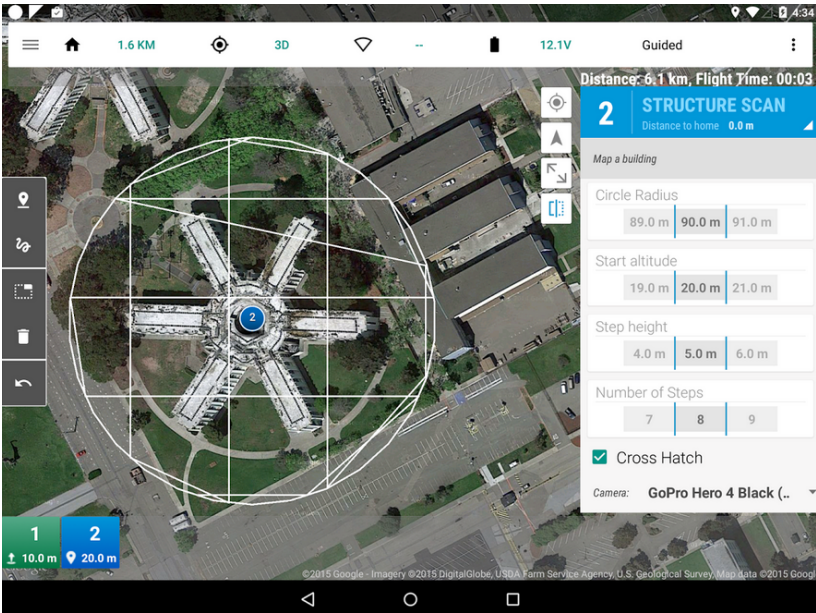 4:34
1.6 KM
3D
--
12.1V
Guided
Distance: 6.1 km, Flight Time: 00:03
2
STRUCTURE SCAN
Distance to home 0.0 m
Map a building
Circle Radius
89.0 m 90.0 m 91.0 m
Start altitude
19.0 m 20.0 m 21.0 m
Step height
4.0 m 5.0 m 6.0 m
Number of Steps
7 8 9
Cross Hatch
Camera: GoPro Hero 4 Black (..
2
1
10.0 m
2
20.0 m
©2015 Google - Imagery ©2015 DigitalGlobe, USDA Farm Service Agency, U.S. Geological Survey, Map data ©2015 Googl